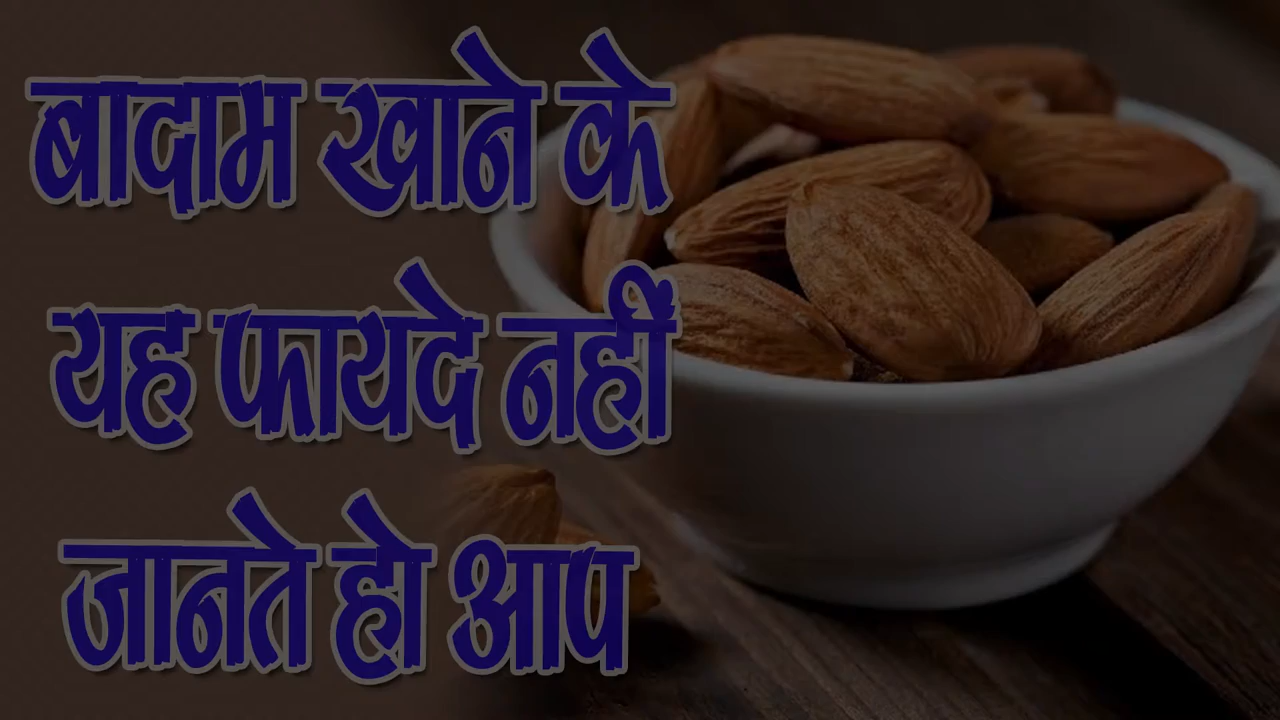 बादाम खाने के
यह फायदे नहीं
जानते हो आप